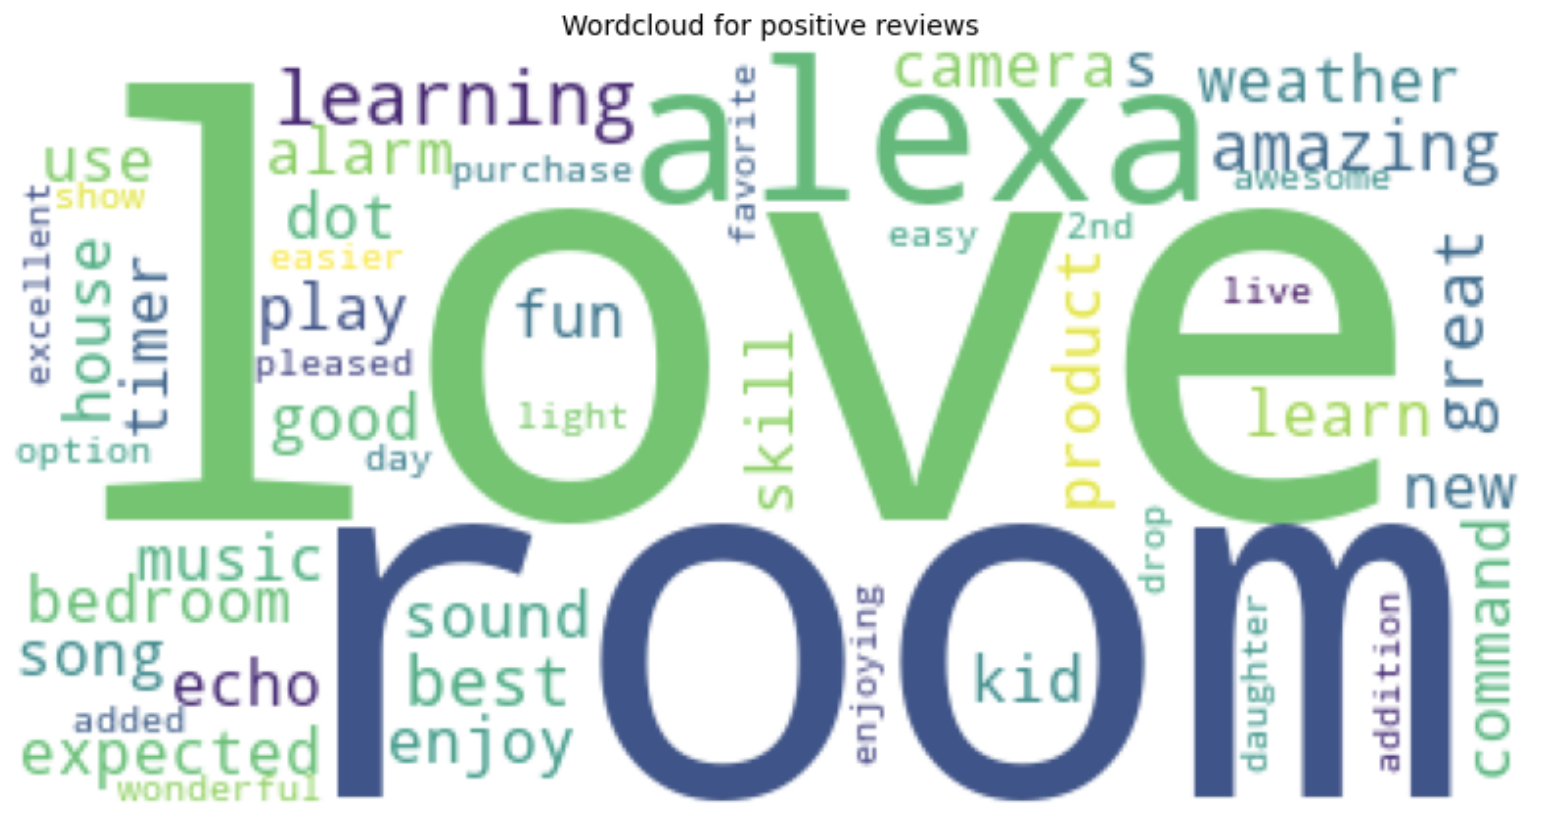 Wordcloud for positive reviews
love
room
alexa
learning
cameras
weather
amazing
awesome
favorite
purchase
alarm
use
show
excellent
house
timer
option
dot
easier
play
pleased
good
day
fun
light
skill
easy
2nd
product
live
learn
great
new
music
bedroom
song
echo
added
expected
wonderful
sound
best
enjoy
enjoying
kid
drop
daughter
addition
command